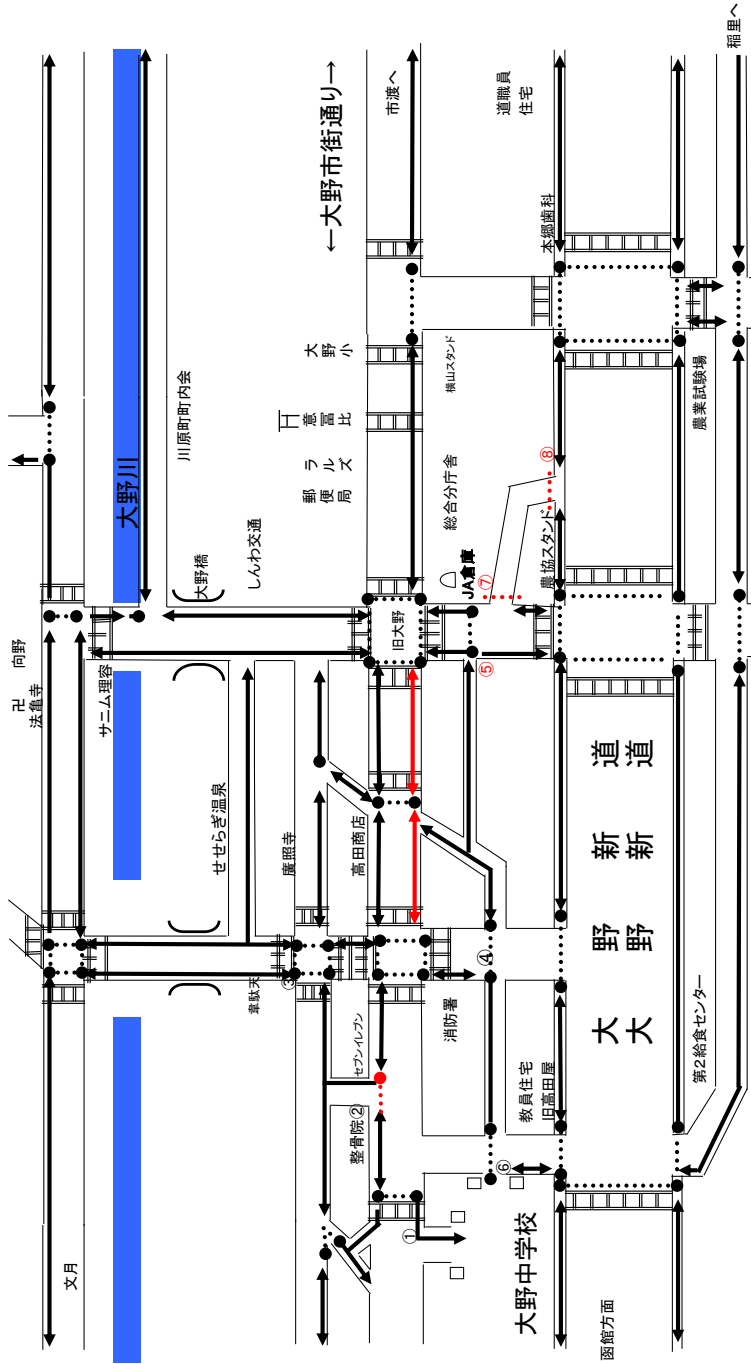 文月
韋駄天
③
せせらぎ温泉
廣照寺
卍
法亀寺
向野
サニム理容
大野橋
しんわ交通
大野川
川原町町内会
①
整骨院②
セブンイレブン
高田商店
旧大野
郵便局
ラルズ
意富比
大野小
←大野市街通り→
市渡へ
消防署
④
⑤
⑦
JA倉庫
総合分庁舎
横山スタンド
道職員
住宅
大野中学校
⑥
教員住宅
旧高田屋
農協スタンド
⑧
本郷歯科
函館方面
大野新道
大野新道
第2給食センター
農業試験場
稲里へ